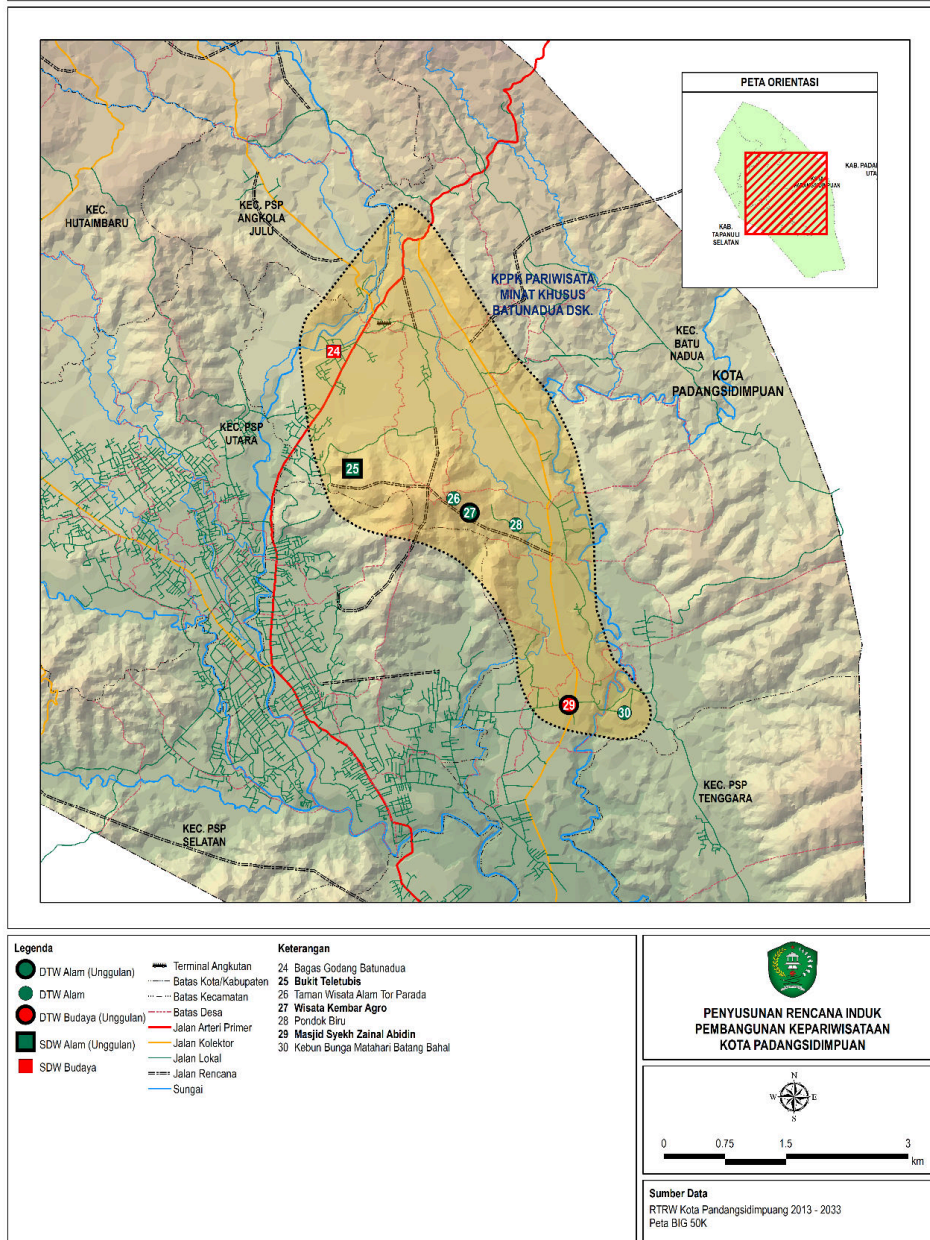 PETA ORIENTASI
KAB. PADA
UTA
KOTA
PADANGSIDIMPUAN
KAB.
TAPANULI
SELATAN
KEC.
HUTAIMBARU
KEC. PSP
ANGKOLA
JULU
KPPK PARIWISATA
MINAT KHUSUS
BATUNADUA DSK.
KEC.
BATU
NADUA
KOTA
PADANGSIDIMPUAN
24
KEC. PSP
UTARA
25
26
27
28
29
30
KEC. PSP
TENGGARA
KEC. PSP
SELATAN
Legenda
DTW Alam (Unggulan)
DTW Alam
DTW Budaya (Unggulan)
SDW Alam (Unggulan)
SDW Budaya
Terminal Angkutan
Batas Kota/Kabupaten
Batas Kecamatan
Batas Desa
Jalan Arteri Primer
Jalan Kolektor
Jalan Lokal
Jalan Rencana
Sungai
Keterangan
24 Bagas Godang Batunadua
25 Bukit Teletubis
26 Taman Wisata Alam Tor Parada
27 Wisata Kembar Agro
28 Pondok Biru
29 Masjid Syekh Zainal Abidin
30 Kebun Bunga Matahari Batang Bahal
PENYUSUNAN RENCANA INDUK
PEMBANGUNAN KEPARIWISATAAN
KOTA PADANGSIDIMPUAN
N
W E
S
0 0.75 1.5 3
km
Sumber Data
RTRW Kota Pandangsidimpuang 2013 - 2033
Peta BIG 50K